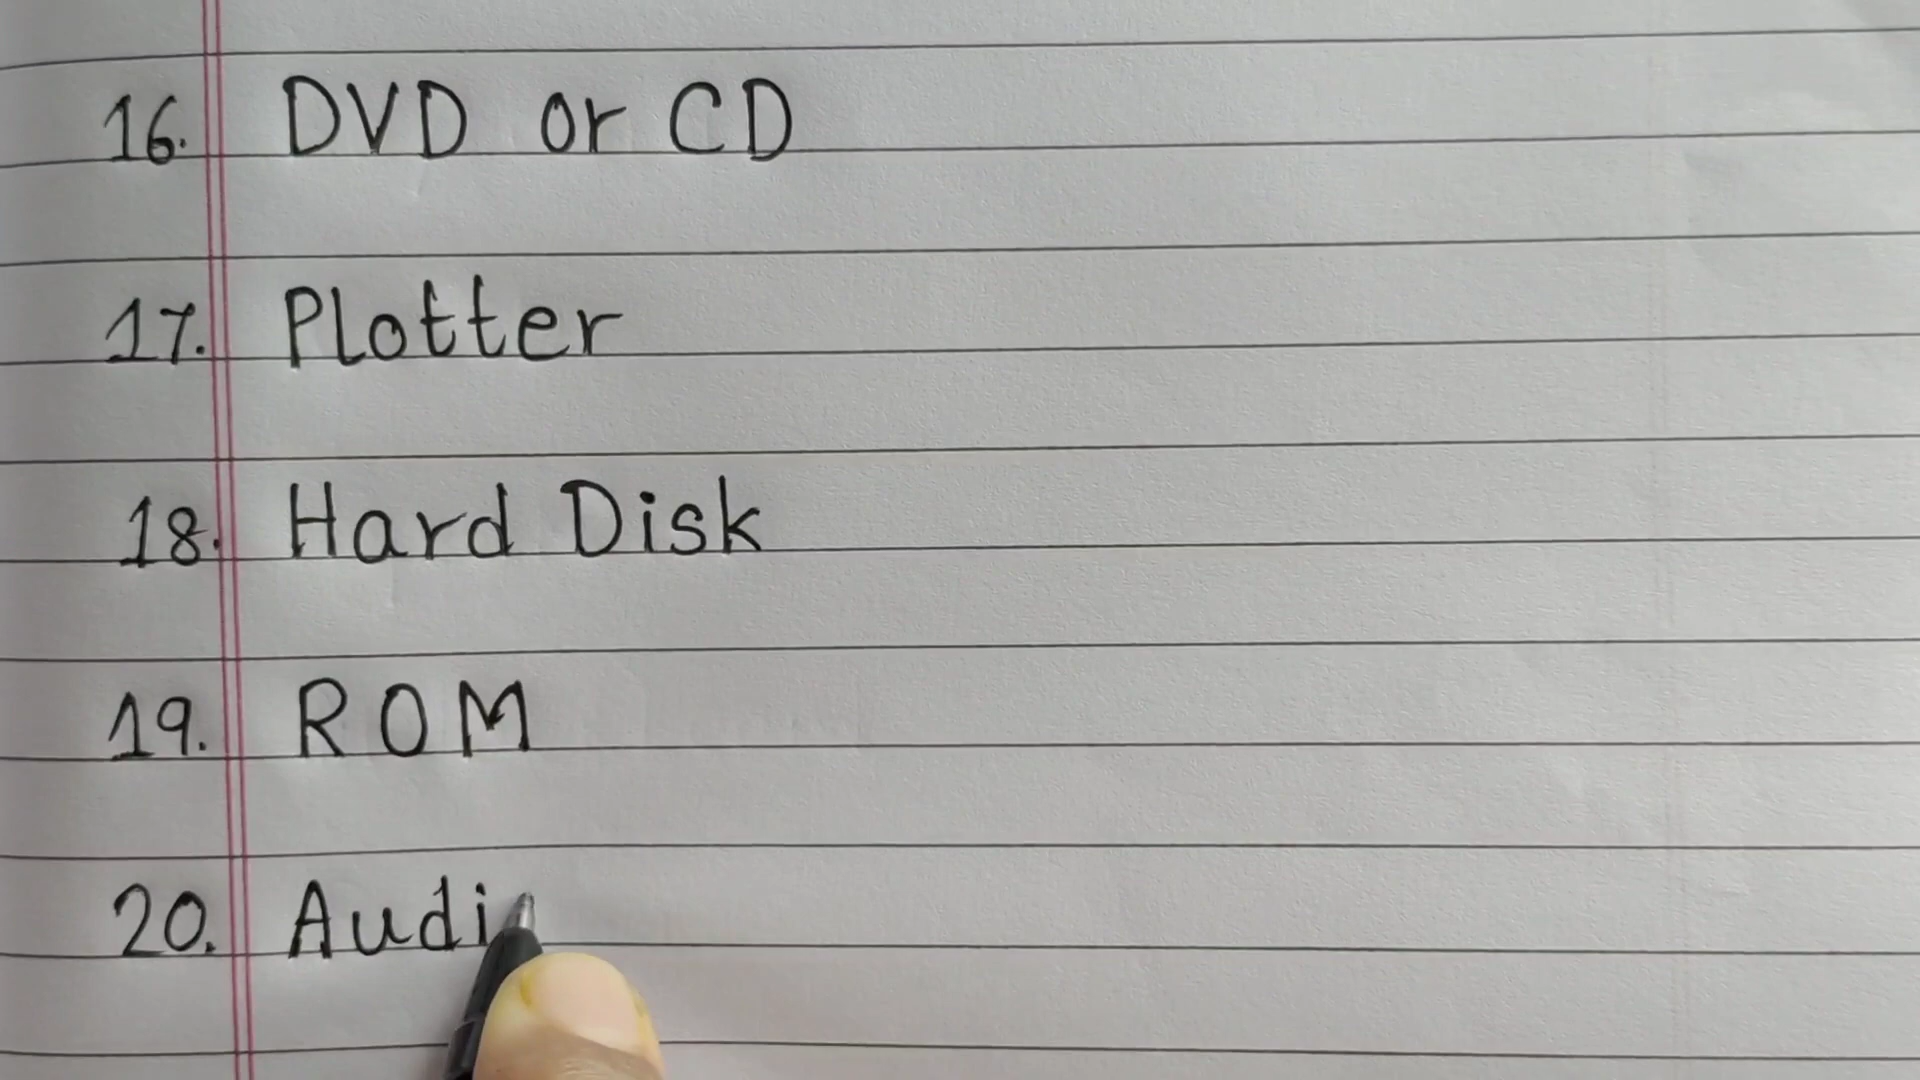 16. DVD or CD
17. Plotter
18. Hard Disk
19. ROM
20. Audi